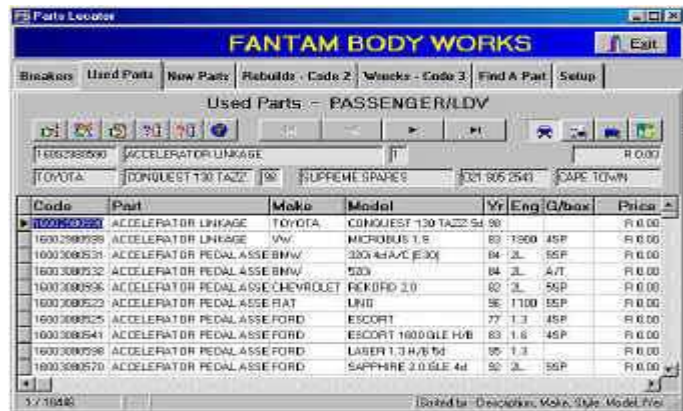 Parts Locator
FANTAM BODY WORKS Exit
Breakers Used Parts New Parts Rebuilds - Code 2 Wrecks - Code 3 Find A Part Setup
Used Parts - PASSENGER/LDV
ACCELERATOR LINKAGE 1 R 0.00
TOYOTA CONQUEST 130 TAZZ 98 SUPREME SPARES 021 905 2541 CAPE TOWN
Code Part Make Model Yr Eng G/box Price
ACCELERATOR LINKAGE TOYOTA CONQUEST 130 TAZZ 5d 98 R 0.00
ACCELERATOR LINKAGE VW MICROBUS 1.9 83 1900 4SP R 0.00
ACCELERATOR PEDAL ASSE BMW 320i 4d A/C (E30) 84 2L 5SP R 0.00
ACCELERATOR PEDAL ASSE BMW 520i 84 2L A/T R 0.00
ACCELERATOR PEDAL ASSE CHEVROLET REKORD 2.0 82 2L 5SP R 0.00
ACCELERATOR PEDAL ASSE FIAT UNO 96 1100 5SP R 0.00
ACCELERATOR PEDAL ASSE FORD ESCORT 77 1.3 4SP R 0.00
ACCELERATOR PEDAL ASSE FORD ESCORT 1600 GLE H/B 83 1.6 4SP R 0.00
ACCELERATOR PEDAL ASSE FORD LASER 1.3 H/B 5d 95 1.3 R 0.00
ACCELERATOR PEDAL ASSE FORD SAPPHIRE 2.0 GLE 4d 92 2L 5SP R 0.00
(Sorted by : Description, Make, Style, Model, Yr